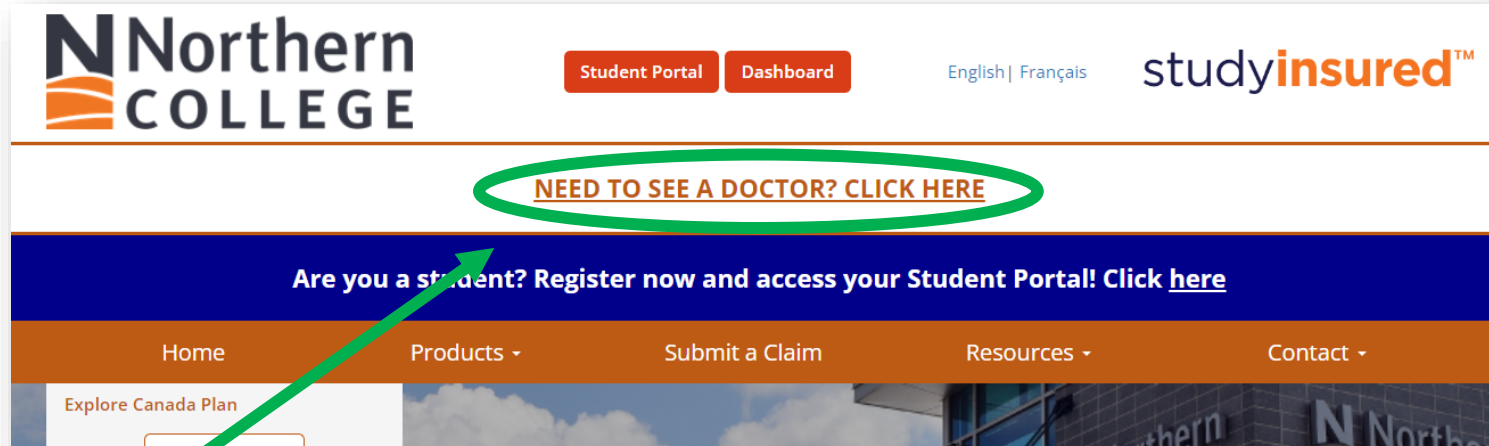 Northern
COLLEGE
Student Portal Dashboard English| Français studyinsured™
NEED TO SEE A DOCTOR? CLICK HERE
Are you a student? Register now and access your Student Portal! Click here
Home Products Submit a Claim Resources Contact
Explore Canada Plan